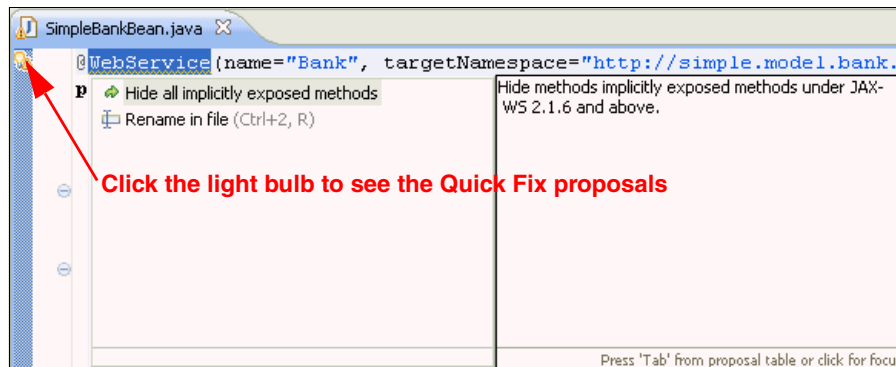 SimpleBankBean.java
@WebService(name="Bank", targetNamespace="http://simple.model.bank.
p
Hide all implicitly exposed methods
Rename in file (Ctrl+2, R)
Hide methods implicitly exposed methods under JAX-
WS 2.1.6 and above.
Click the light bulb to see the Quick Fix proposals
Press 'Tab' from proposal table or click for focu